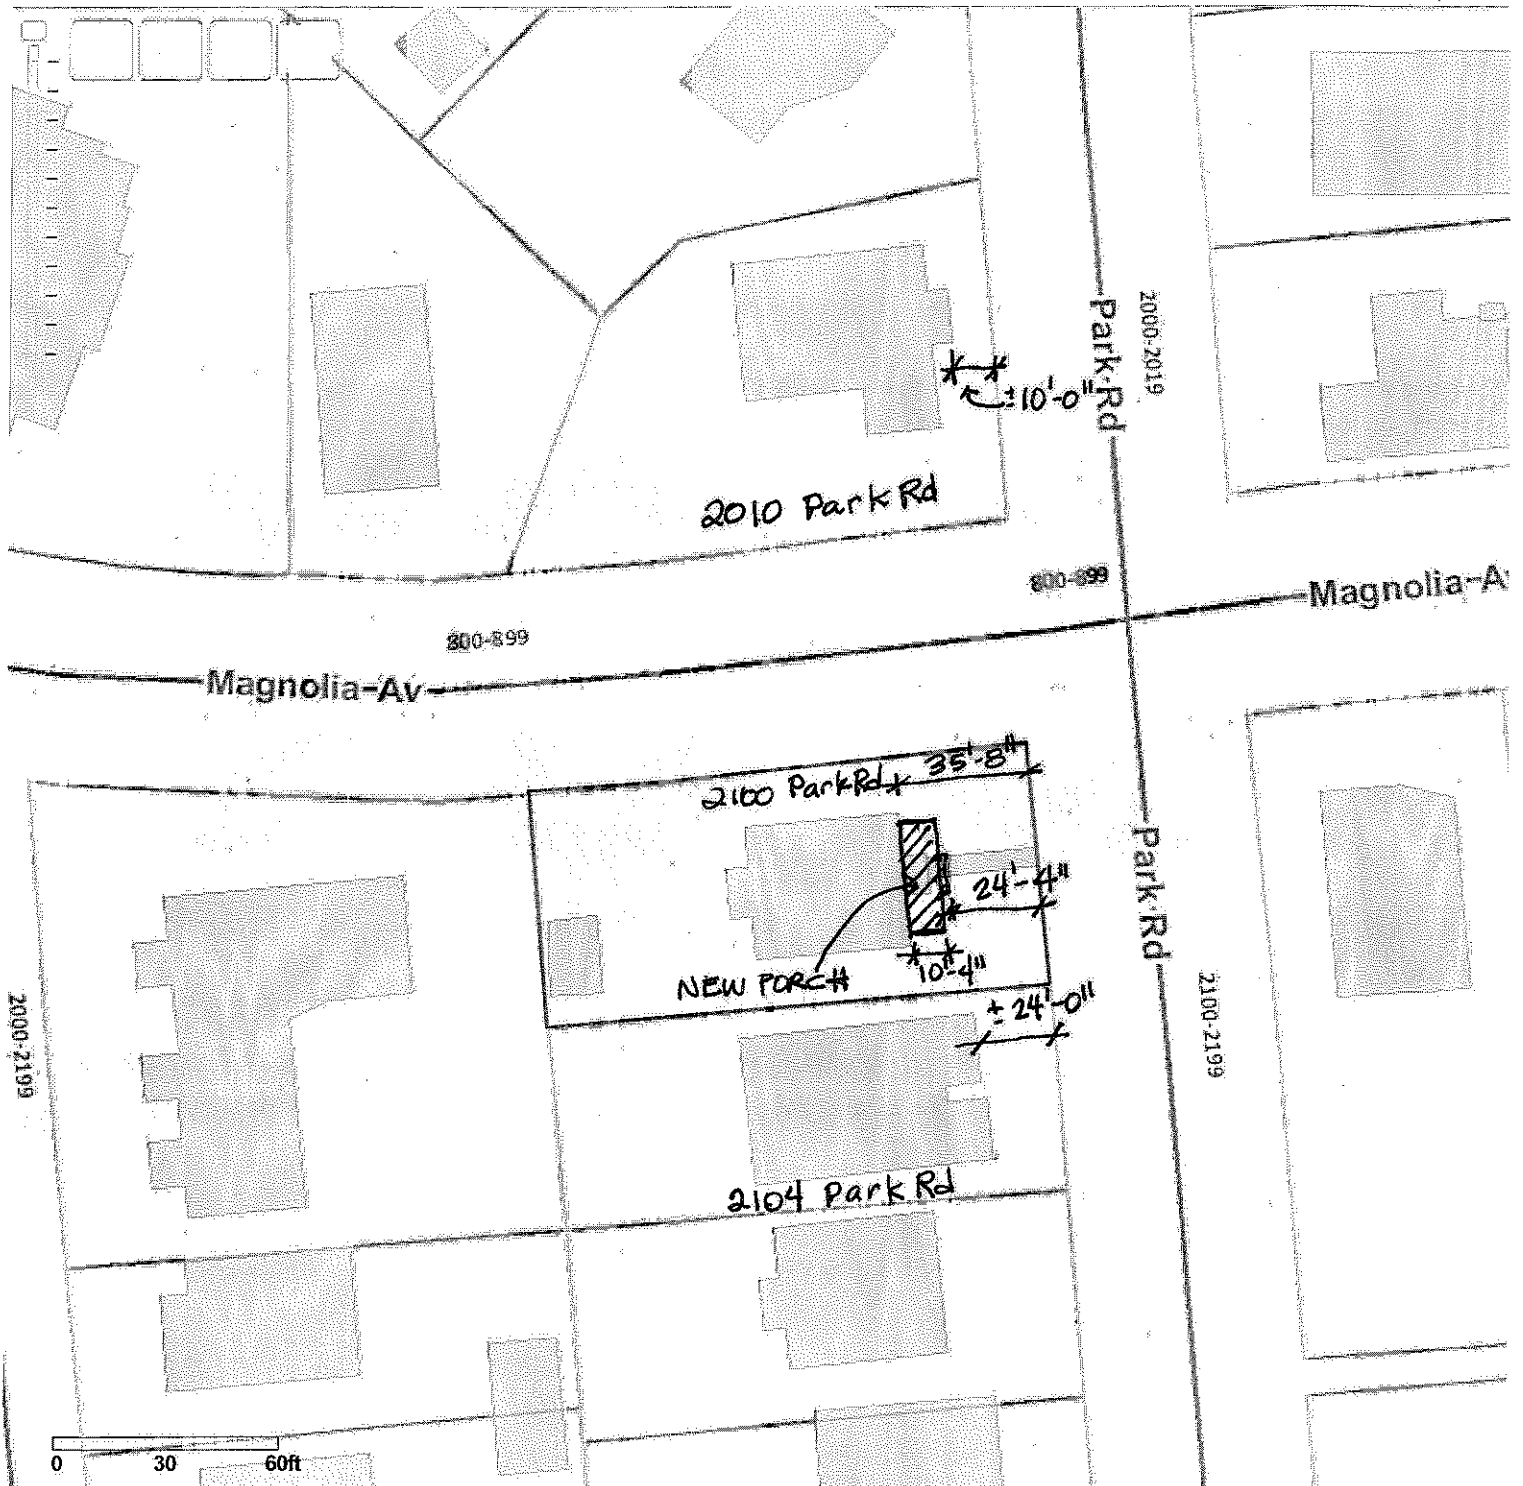 Park Rd
2000-2019
±10'-0"
2010 Park Rd
800-899
Magnolia-Av
800-899
Magnolia-Av
35'-8"
2100 Park Rd
Park Rd
24'-4"
10'-4"
NEW PORCH
± 24'-0"
2000-2199
2100-2199
2104 Park Rd
0 30 60ft